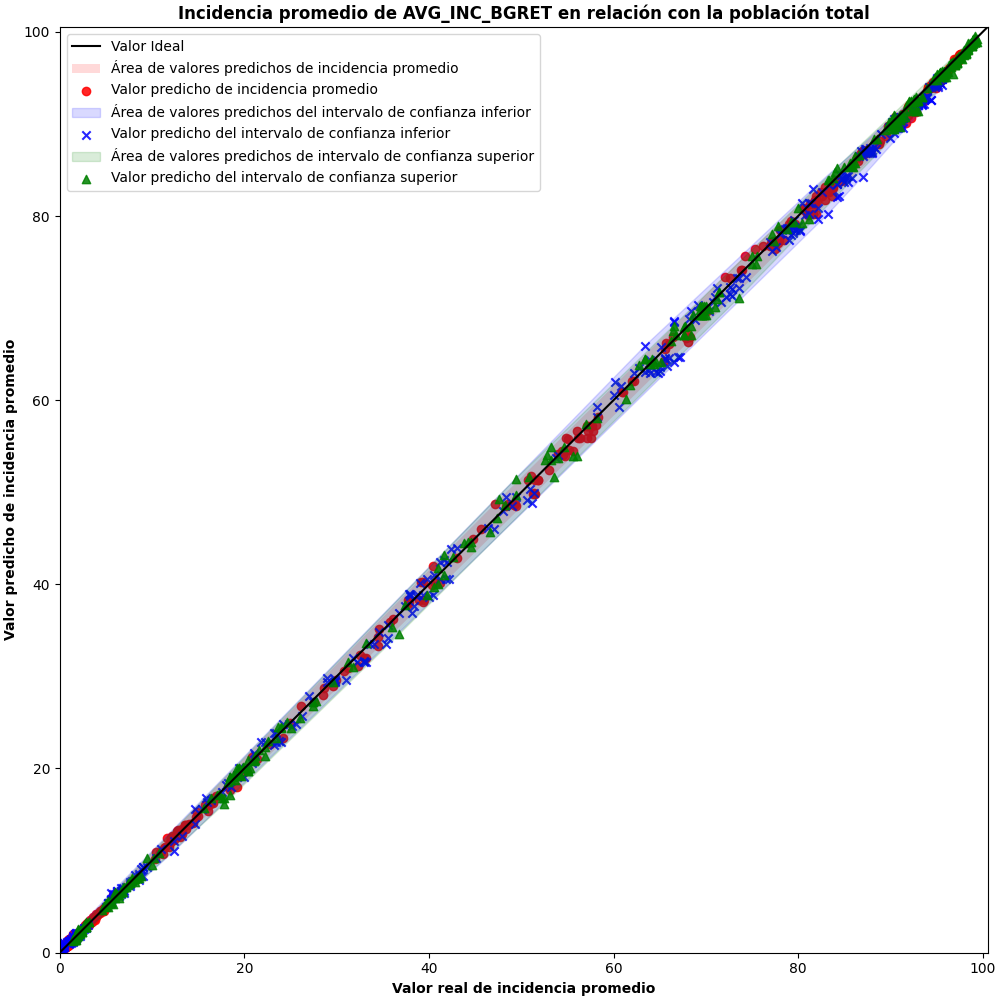 Incidencia promedio de AVG_INC_BGRET en relación con la población total
Valor Ideal
Área de valores predichos de incidencia promedio
Valor predicho de incidencia promedio
Área de valores predichos del intervalo de confianza inferior
Valor predicho del intervalo de confianza inferior
Área de valores predichos de intervalo de confianza superior
Valor predicho del intervalo de confianza superior
Valor predicho de incidencia promedio
100
80
60
40
20
0
0 20 40 60 80 100
Valor real de incidencia promedio